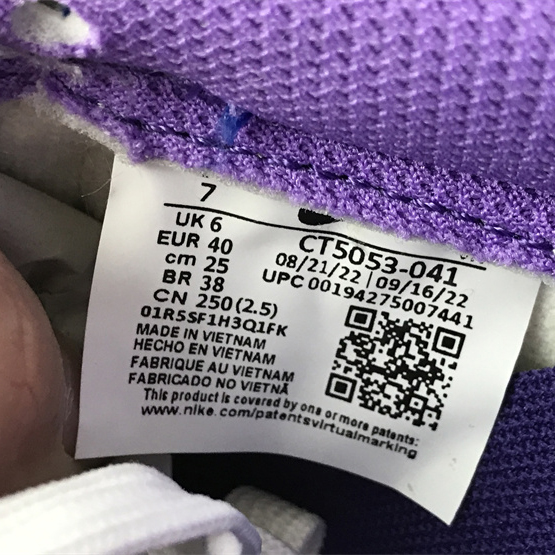 7
UK 6
EUR 40
cm 25
BR 38
CN 250 (2.5)
CT5053-041
08/21/22 | 09/16/22
UPC 00194275007441
01R5SF1H3Q1FK
MADE IN VIETNAM
HECHO EN VIETNAM
FABRIQUE AU VIETNAM
FABRICADO NO VIETNÃ
This product is covered by one or more patents:
www.nike.com/patentsvirtualmarking